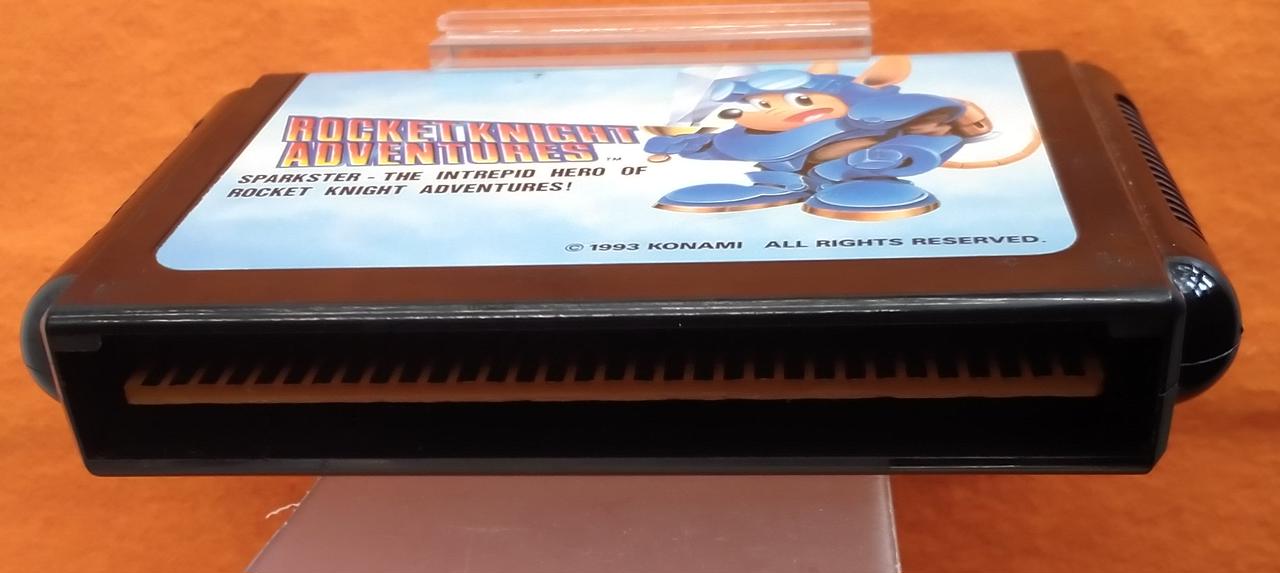 ROCKET KNIGHT
ADVENTURES™
SPARKSTER - THE INTREPID HERO OF
ROCKET KNIGHT ADVENTURES!
© 1993 KONAMI ALL RIGHTS RESERVED.